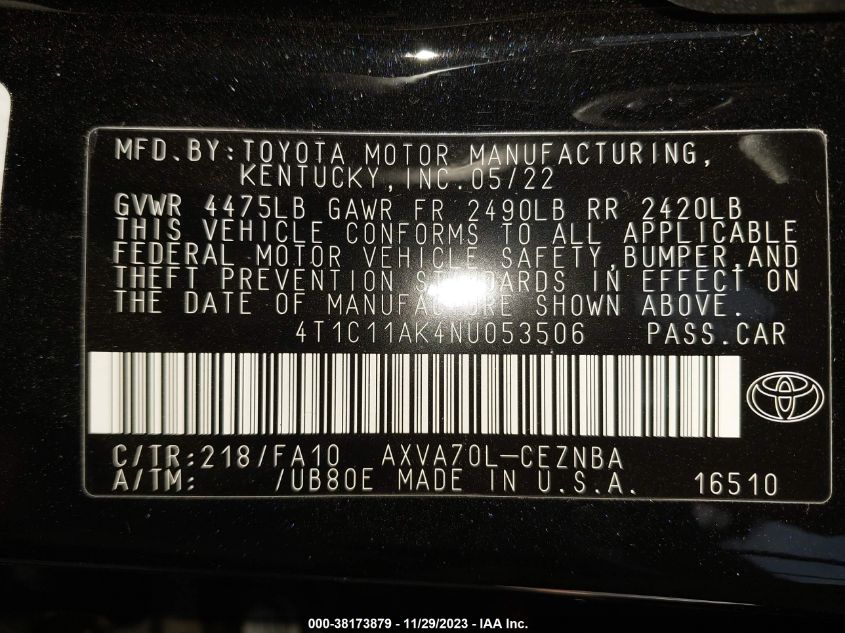 MFD.BY:TOYOTA MOTOR MANUFACTURING,
KENTUCKY,INC.05/22
GVWR 4475LB GAWR FR 2490LB RR 2420LB
THIS VEHICLE CONFORMS TO ALL APPLICABLE
FEDERAL MOTOR VEHICLE SAFETY,BUMPER,AND
THEFT PREVENTION STANDARDS IN EFFECT ON
THE DATE OF MANUFACTURE SHOWN ABOVE.
4T1C11AK4NU053506 PASS.CAR
C/TR:218/FA10 AXVA70L-CEZNBA
A/TM: /UB80E MADE IN U.S.A. 16510
000-38173879 - 11/29/2023 - IAA Inc.